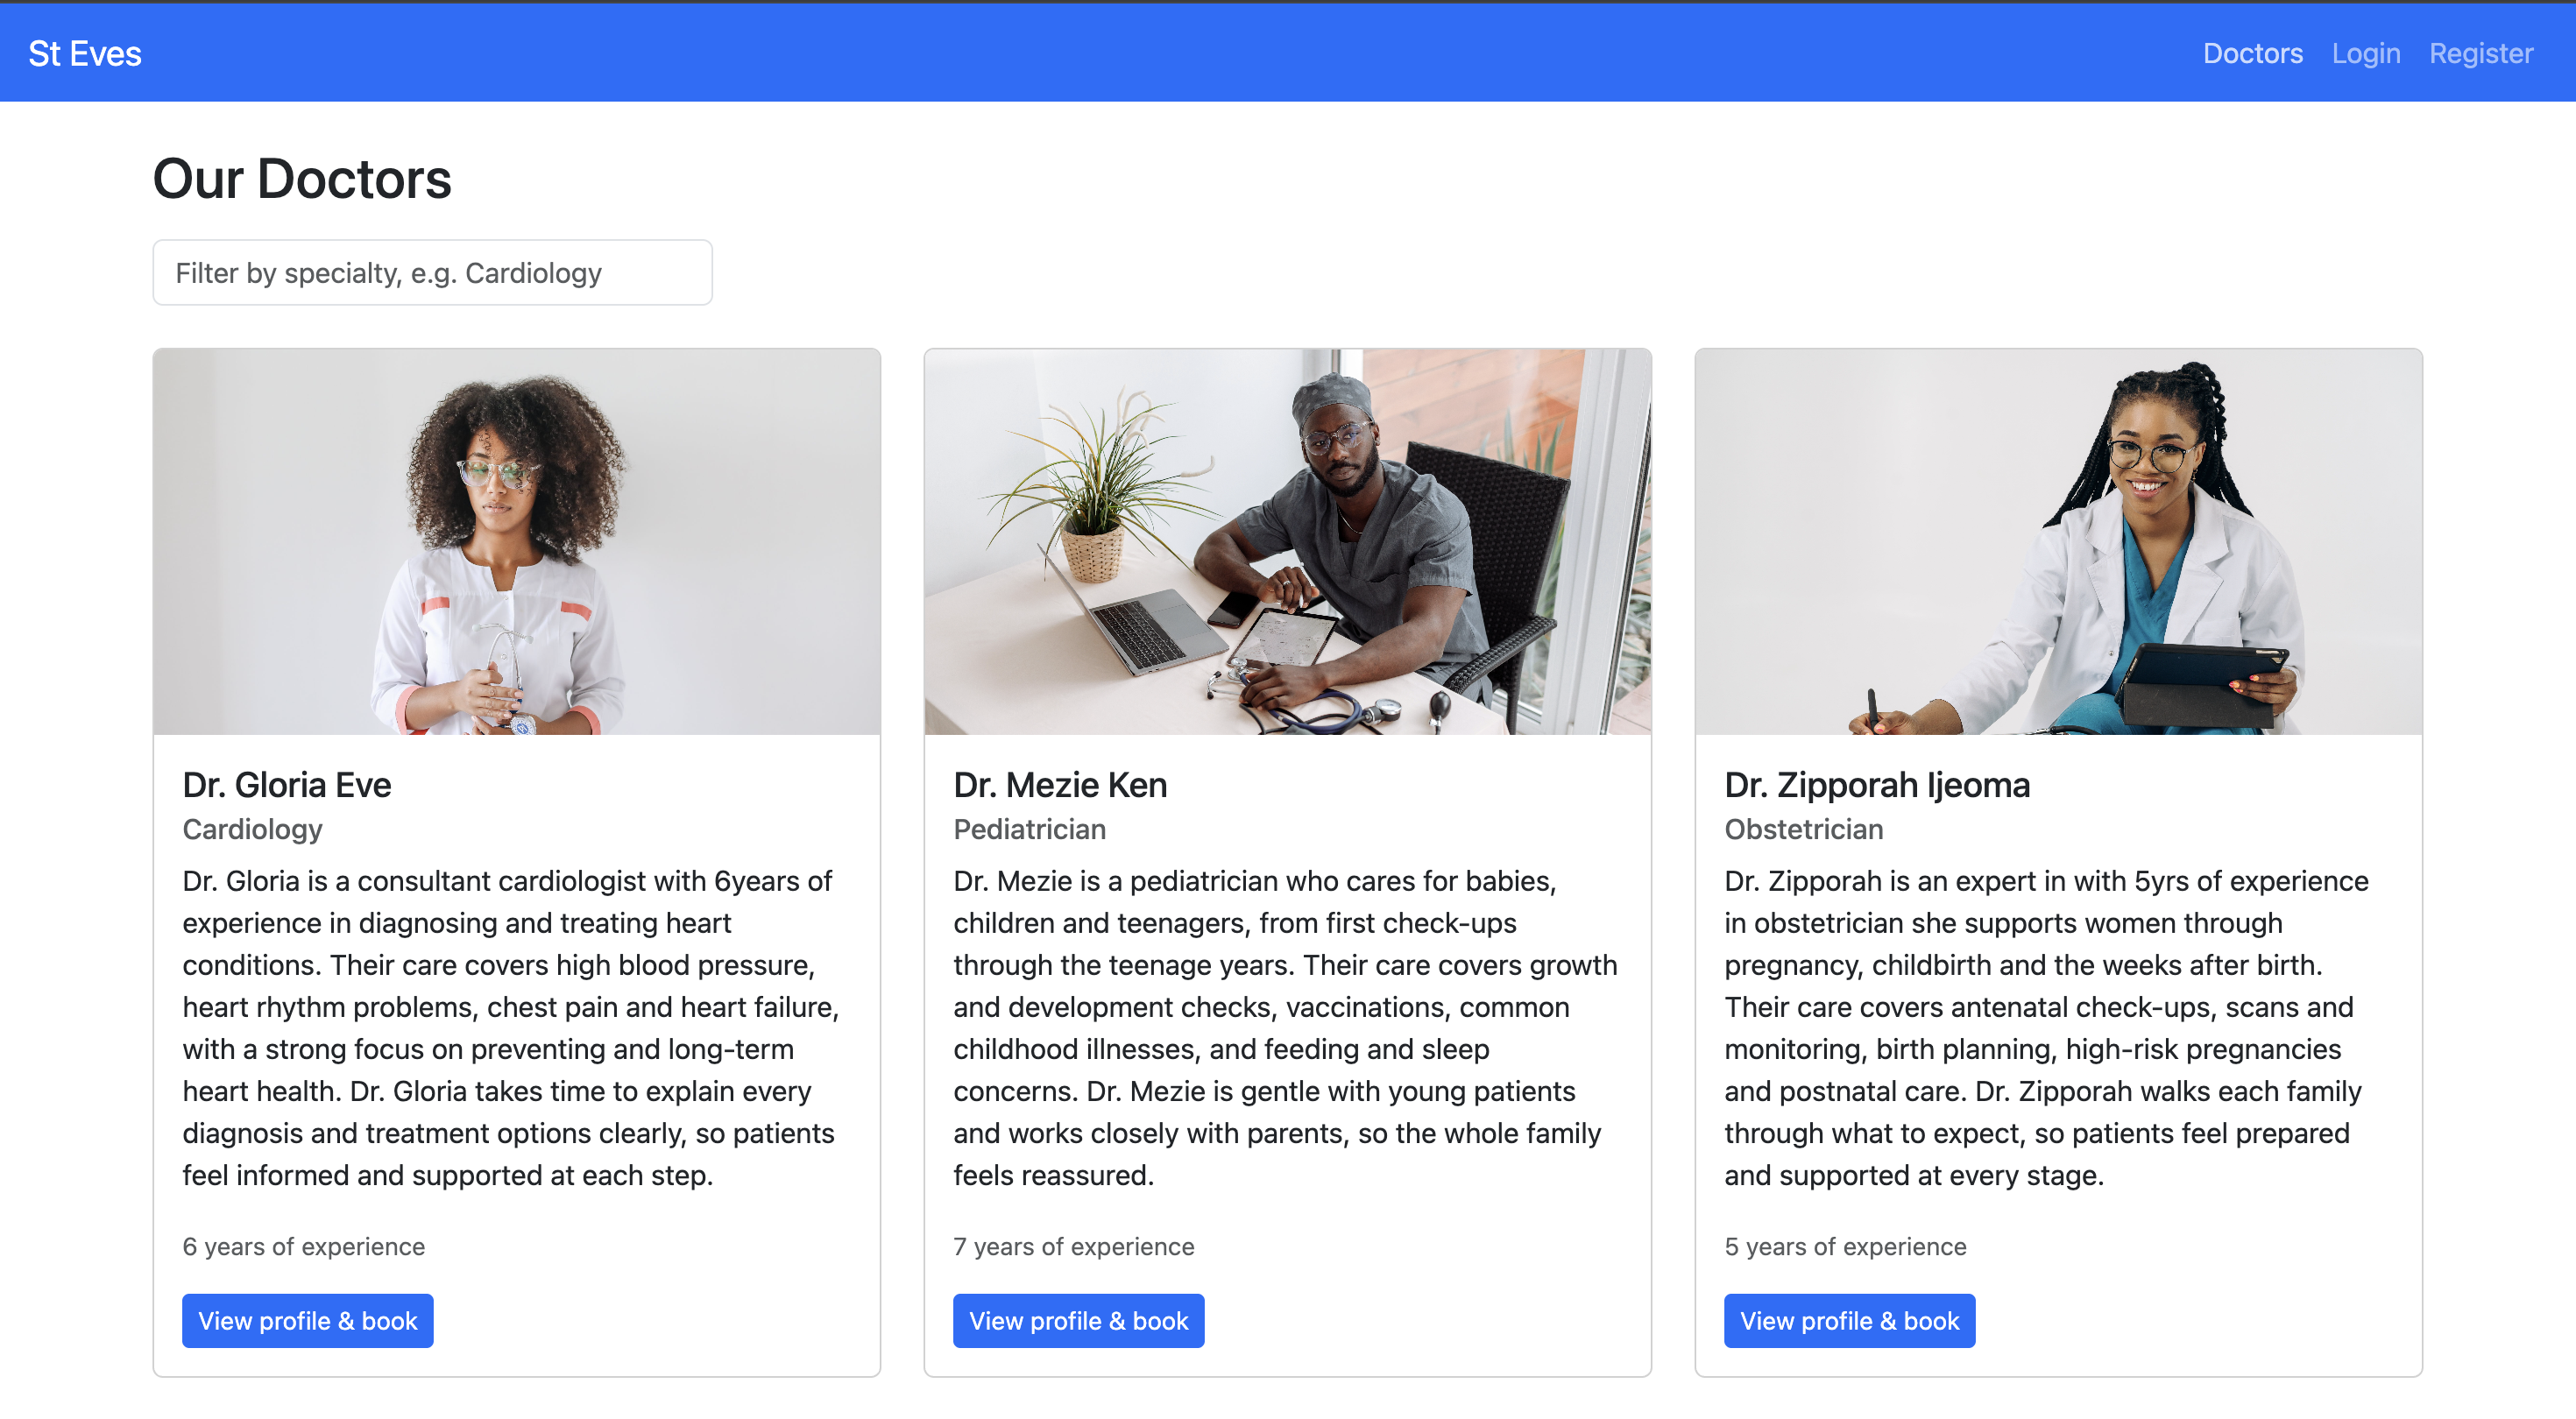 St Eves
Doctors Login Register
Our Doctors
Filter by specialty, e.g. Cardiology
Dr. Gloria Eve
Cardiology
Dr. Gloria is a consultant cardiologist with 6years of
experience in diagnosing and treating heart
conditions. Their care covers high blood pressure,
heart rhythm problems, chest pain and heart failure,
with a strong focus on preventing and long-term
heart health. Dr. Gloria takes time to explain every
diagnosis and treatment options clearly, so patients
feel informed and supported at each step.
6 years of experience
View profile & book
Dr. Mezie Ken
Pediatrician
Dr. Mezie is a pediatrician who cares for babies,
children and teenagers, from first check-ups
through the teenage years. Their care covers growth
and development checks, vaccinations, common
childhood illnesses, and feeding and sleep
concerns. Dr. Mezie is gentle with young patients
and works closely with parents, so the whole family
feels reassured.
7 years of experience
View profile & book
Dr. Zipporah Ijeoma
Obstetrician
Dr. Zipporah is an expert in with 5yrs of experience
in obstetrician she supports women through
pregnancy, childbirth and the weeks after birth.
Their care covers antenatal check-ups, scans and
monitoring, birth planning, high-risk pregnancies
and postnatal care. Dr. Zipporah walks each family
through what to expect, so patients feel prepared
and supported at every stage.
5 years of experience
View profile & book